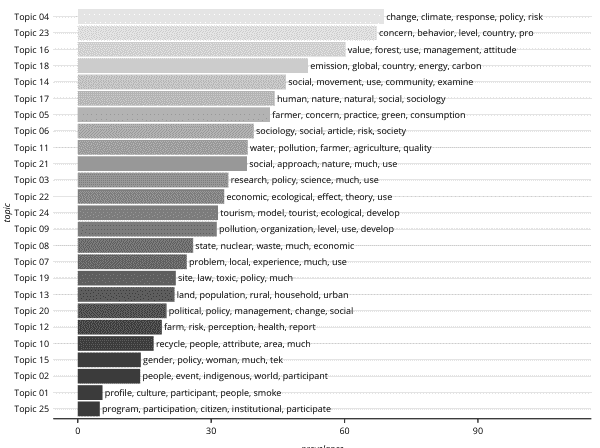 Topic 04 change, climate, response, policy, risk
Topic 23 concern, behavior, level, country, pro
Topic 16 value, forest, use, management, attitude
Topic 18 emission, global, country, energy, carbon
Topic 14 social, movement, use, community, examine
Topic 17 human, nature, natural, social, sociology
Topic 05 farmer, concern, practice, green, consumption
Topic 06 sociology, social, article, risk, society
Topic 11 water, pollution, farmer, agriculture, quality
Topic 21 social, approach, nature, much, use
Topic 03 research, policy, science, much, use
Topic 22 economic, ecological, effect, theory, use
Topic 24 tourism, model, tourist, ecological, develop
topic
Topic 09 pollution, organization, level, use, develop
Topic 08 state, nuclear, waste, much, economic
Topic 07 problem, local, experience, much, use
Topic 19 site, law, toxic, policy, much
Topic 13 land, population, rural, household, urban
Topic 20 political, policy, management, change, social
Topic 12 farm, risk, perception, health, report
Topic 10 recycle, people, attribute, area, much
Topic 15 gender, policy, woman, much, tek
Topic 02 people, event, indigenous, world, participant
Topic 01 profile, culture, participant, people, smoke
Topic 25 program, participation, citizen, institutional, participate
0 30 60 90